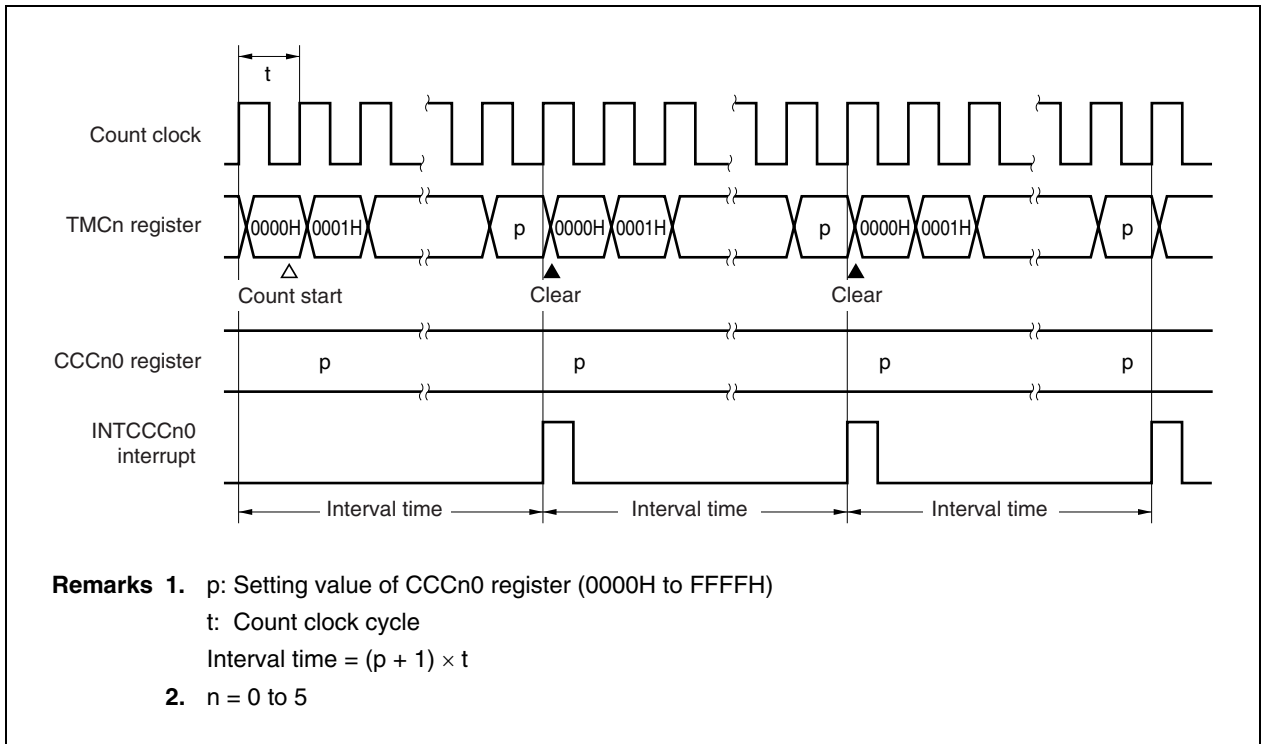 t
Count clock
TMCn register
0000H 0001H p 0000H 0001H p 0000H 0001H p
Count start Clear Clear
CCCn0 register p p p p
INTCCCn0
interrupt
Interval time Interval time Interval time
Remarks 1. p: Setting value of CCCn0 register (0000H to FFFFH)
t: Count clock cycle
Interval time = (p + 1) × t
2. n = 0 to 5